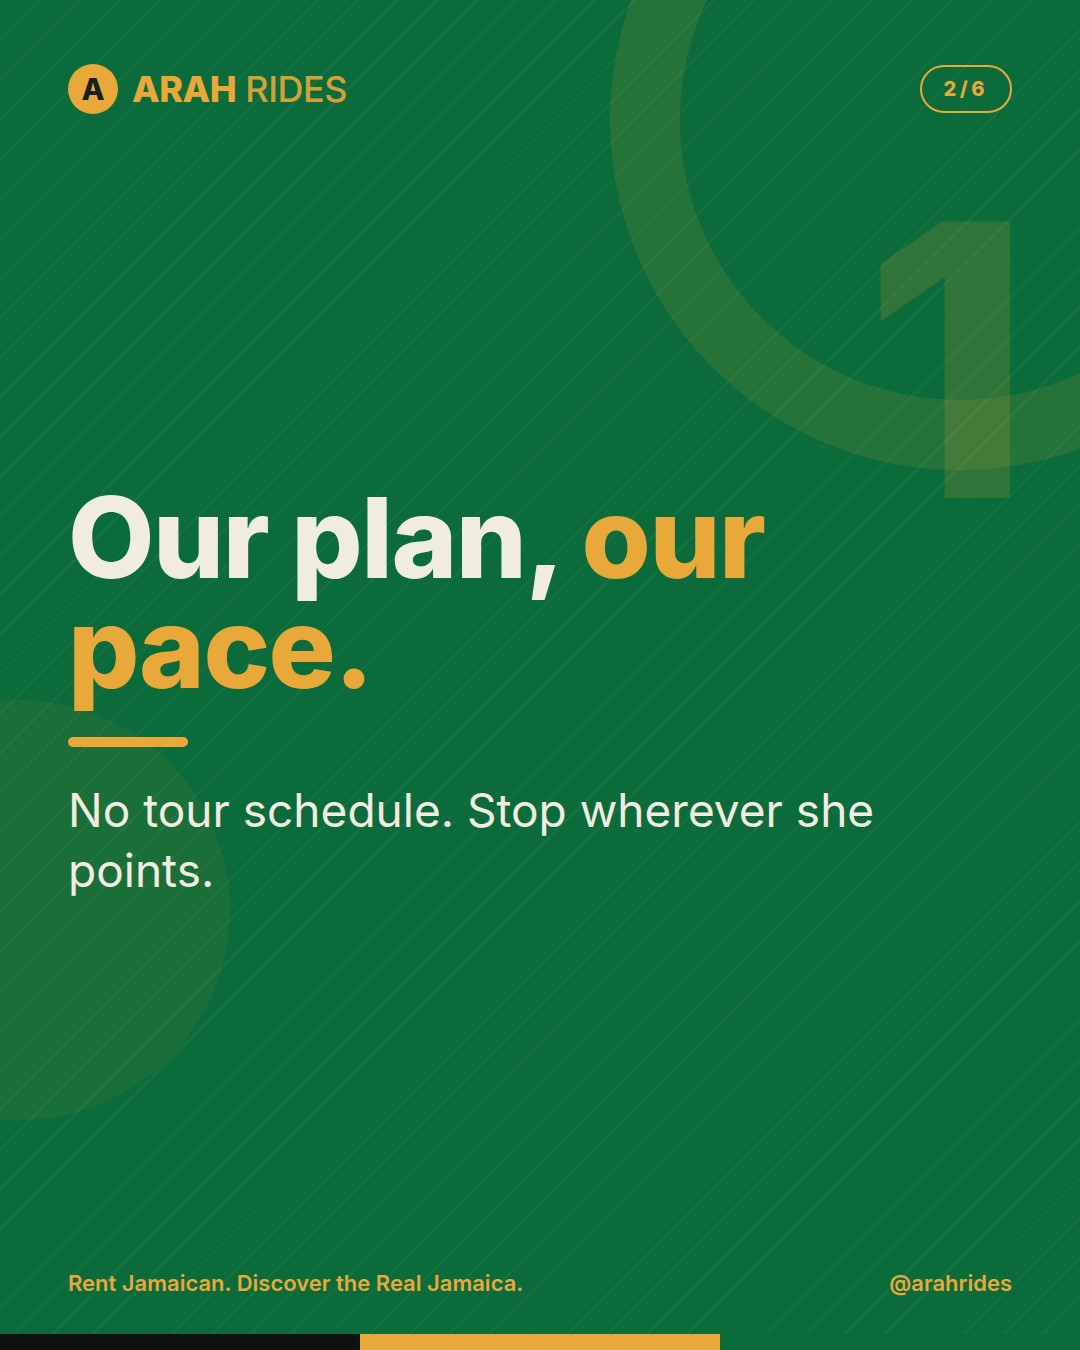 A ARAH RIDES
2/6
1
Our plan, our
pace.
No tour schedule. Stop wherever she
points.
Rent Jamaican. Discover the Real Jamaica.
@arahrides